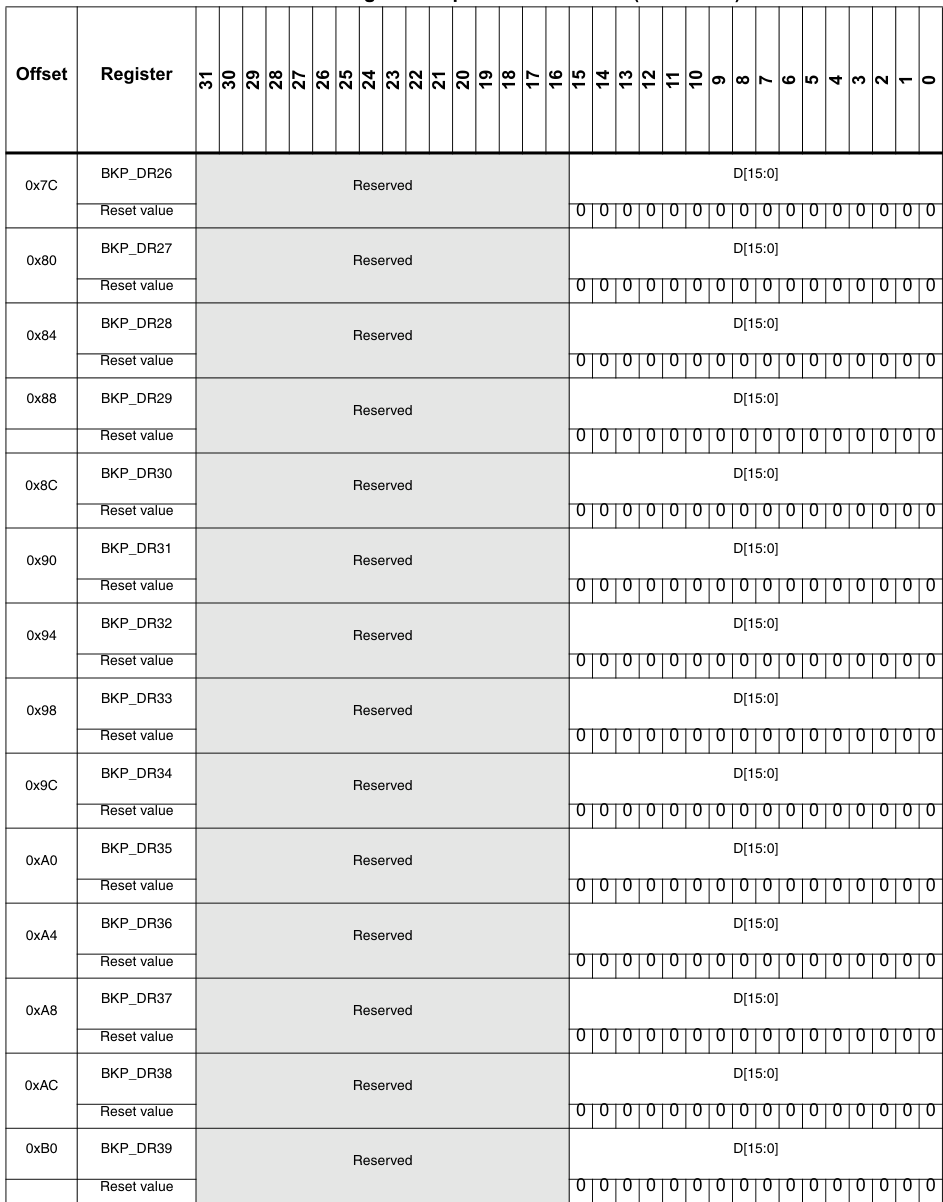 Offset Register 31 30 29 28 27 26 25 24 23 22 21 20 19 18 17 16 15 14 13 12 11 10 9 8 7 6 5 4 3 2 1 0
0x7C BKP_DR26 Reserved D[15:0]
Reset value 0 0 0 0 0 0 0 0 0 0 0 0 0 0 0 0
0x80 BKP_DR27 Reserved D[15:0]
Reset value 0 0 0 0 0 0 0 0 0 0 0 0 0 0 0 0
0x84 BKP_DR28 Reserved D[15:0]
Reset value 0 0 0 0 0 0 0 0 0 0 0 0 0 0 0 0
0x88 BKP_DR29 Reserved D[15:0]
Reset value 0 0 0 0 0 0 0 0 0 0 0 0 0 0 0 0
0x8C BKP_DR30 Reserved D[15:0]
Reset value 0 0 0 0 0 0 0 0 0 0 0 0 0 0 0 0
0x90 BKP_DR31 Reserved D[15:0]
Reset value 0 0 0 0 0 0 0 0 0 0 0 0 0 0 0 0
0x94 BKP_DR32 Reserved D[15:0]
Reset value 0 0 0 0 0 0 0 0 0 0 0 0 0 0 0 0
0x98 BKP_DR33 Reserved D[15:0]
Reset value 0 0 0 0 0 0 0 0 0 0 0 0 0 0 0 0
0x9C BKP_DR34 Reserved D[15:0]
Reset value 0 0 0 0 0 0 0 0 0 0 0 0 0 0 0 0
0xA0 BKP_DR35 Reserved D[15:0]
Reset value 0 0 0 0 0 0 0 0 0 0 0 0 0 0 0 0
0xA4 BKP_DR36 Reserved D[15:0]
Reset value 0 0 0 0 0 0 0 0 0 0 0 0 0 0 0 0
0xA8 BKP_DR37 Reserved D[15:0]
Reset value 0 0 0 0 0 0 0 0 0 0 0 0 0 0 0 0
0xAC BKP_DR38 Reserved D[15:0]
Reset value 0 0 0 0 0 0 0 0 0 0 0 0 0 0 0 0
0xB0 BKP_DR39 Reserved D[15:0]
Reset value 0 0 0 0 0 0 0 0 0 0 0 0 0 0 0 0